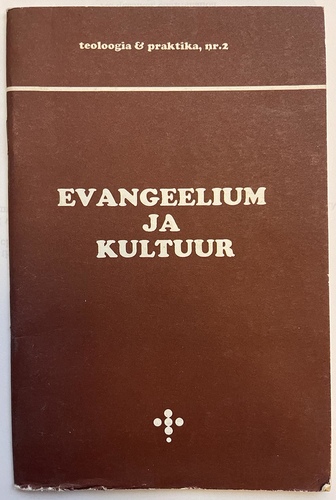 teoloogia & praktika, nr.2
EVANGEELIUM
JA
KULTUUR